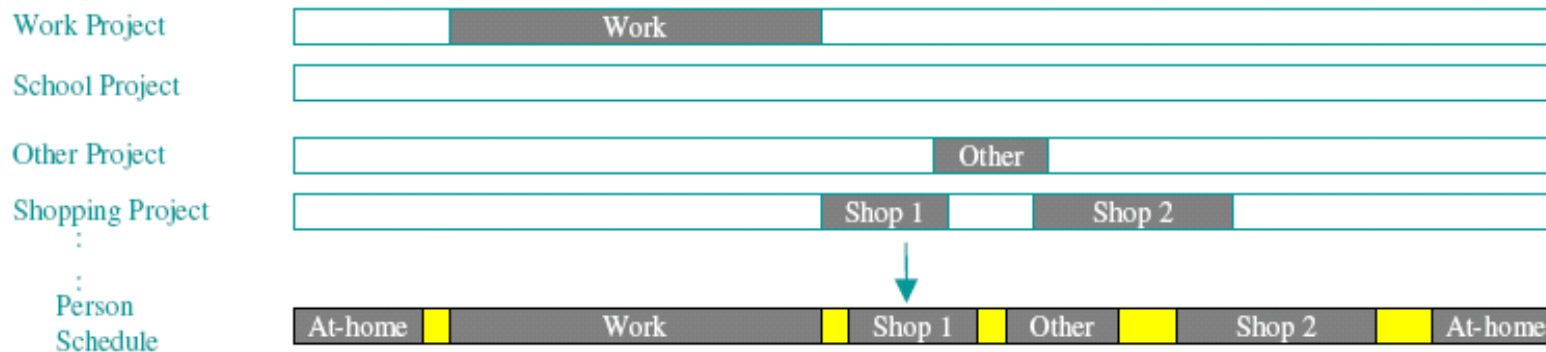 Work Project Work
School Project
Other Project Other
Shopping Project Shop 1 Shop 2
:
:
Person
Schedule At-home Work Shop 1 Other Shop 2 At-home